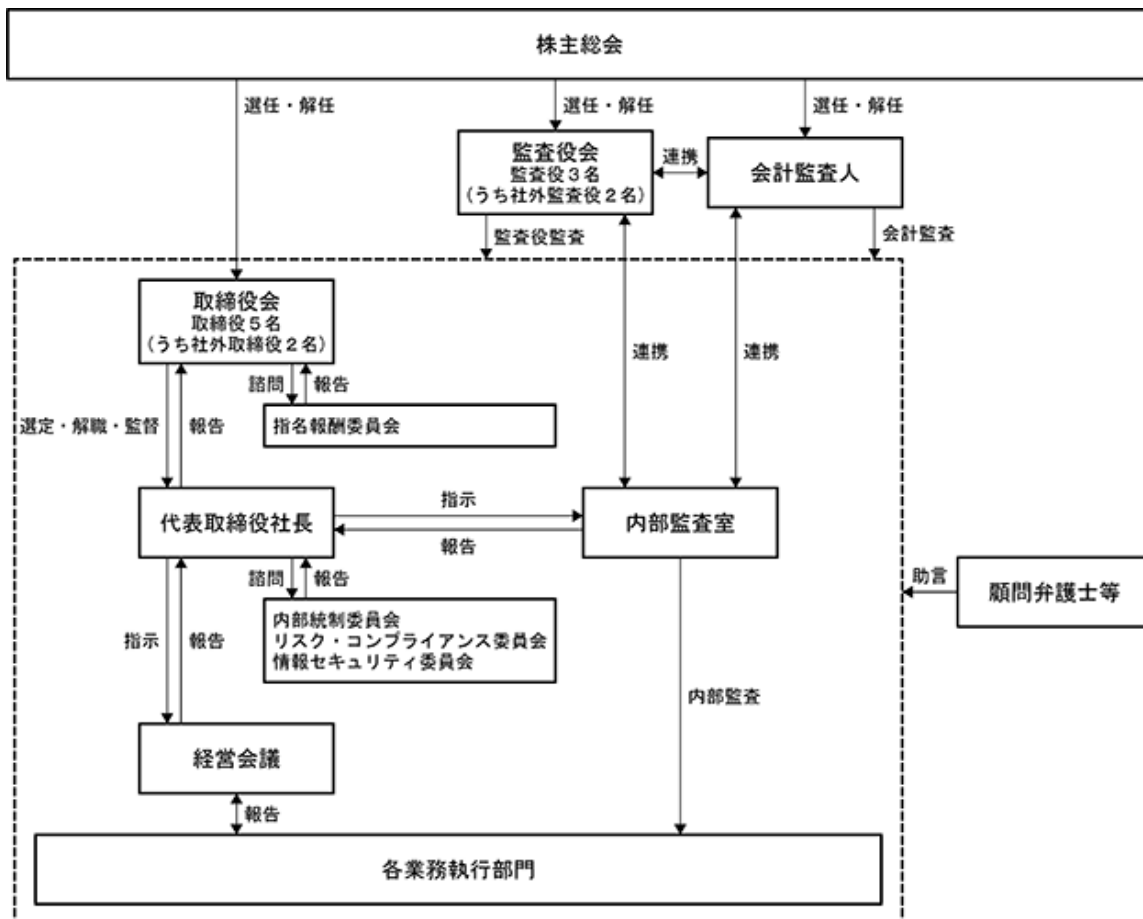 株主総会
選任・解任
選任・解任
選任・解任
監査役会
監査役３名
（うち社外監査役２名）
連携
会計監査人
監査役監査
会計監査
取締役会
取締役５名
（うち社外取締役２名）
連携
連携
諮問
報告
選定・解職・監督
報告
指名報酬委員会
代表取締役社長
指示
報告
内部監査室
諮問
報告
助言
顧問弁護士等
内部統制委員会
リスク・コンプライアンス委員会
情報セキュリティ委員会
指示
報告
内部監査
経営会議
報告
各業務執行部門